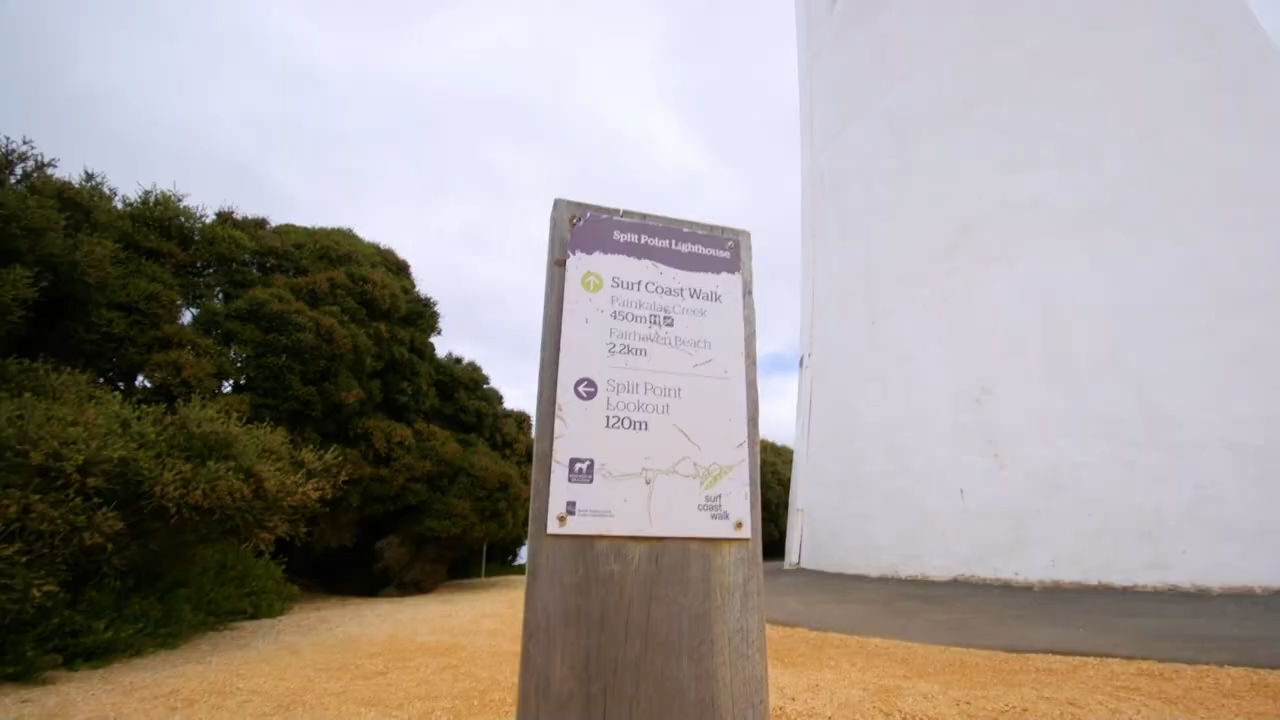 Split Point Lighthouse
Surf Coast Walk
Painkalac Creek
450m
Fairhaven Beach
2.2km
Split Point
Lookout
120m
surf
coast
walk